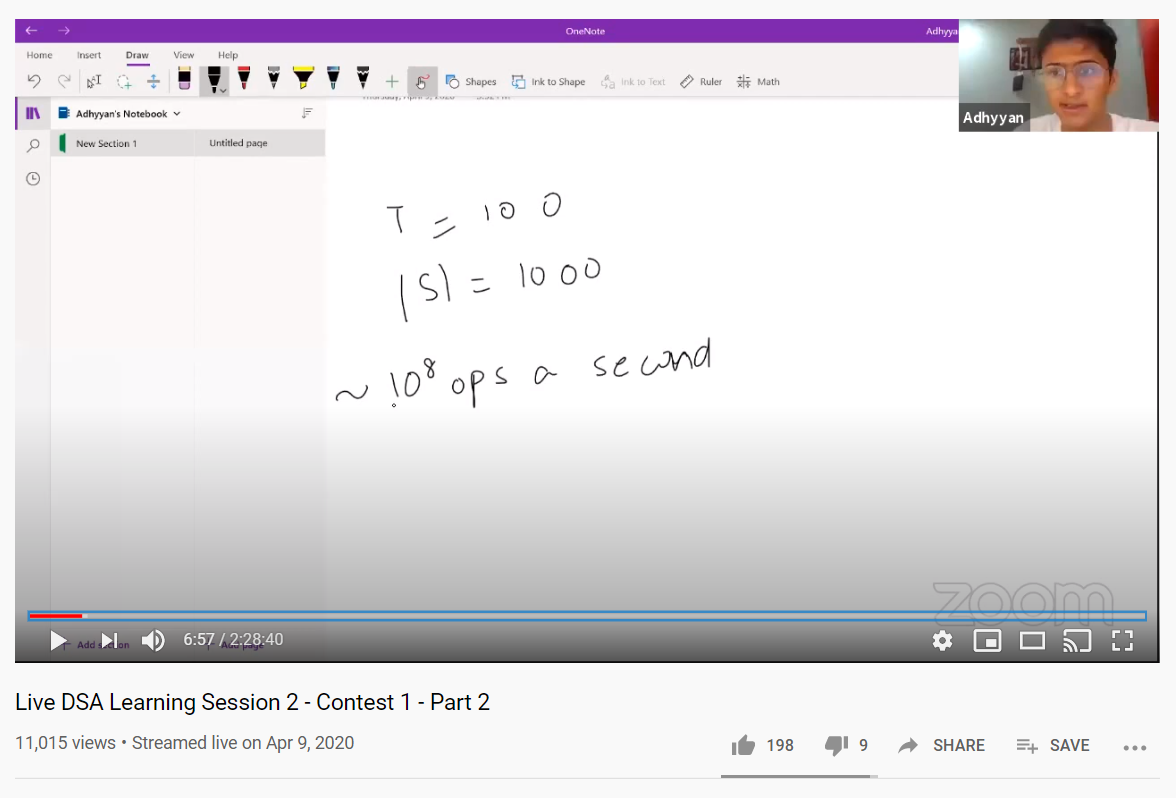 OneNote
Adhyya
Home Insert Draw View Help
Shapes Ink to Shape Ink to Text Ruler Math
Adhyyan's Notebook
New Section 1 Untitled page
Adhyyan
T = 100
|S| = 1000
~ 10⁸ ops a second
zoom
6:57 / 2:28:40
Add section Add page
Live DSA Learning Session 2 - Contest 1 - Part 2
11,015 views • Streamed live on Apr 9, 2020
198 9 SHARE SAVE